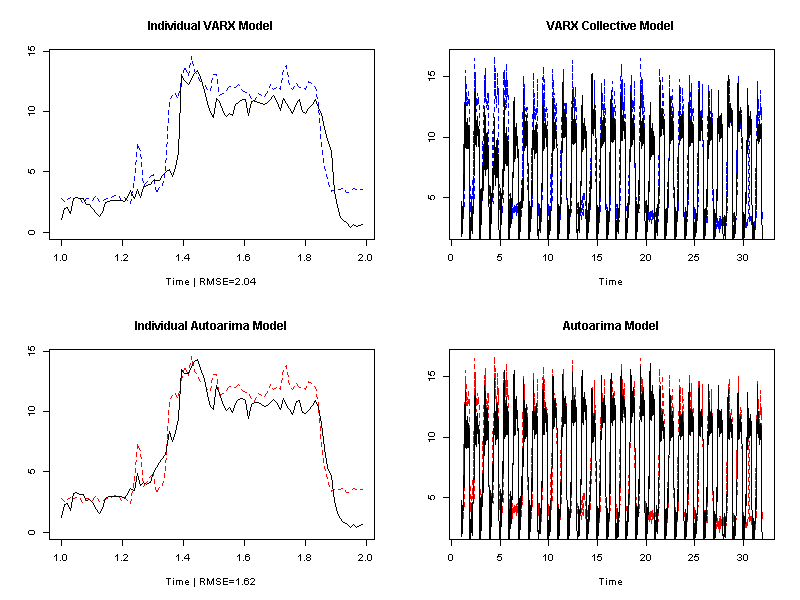 Individual VARX Model
15
10
5
0
1.0 1.2 1.4 1.6 1.8 2.0
Time | RMSE=2.04
VARX Collective Model
15
10
5
0 5 10 15 20 25 30
Time
Individual Autoarima Model
15
10
5
0
1.0 1.2 1.4 1.6 1.8 2.0
Time | RMSE=1.62
Autoarima Model
15
10
5
0 5 10 15 20 25 30
Time